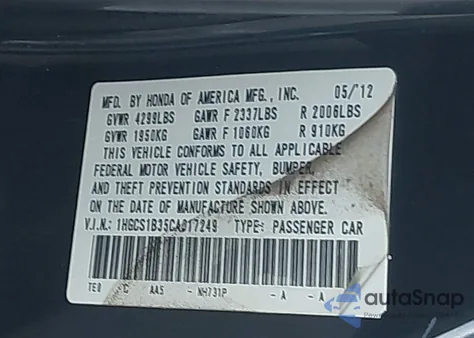 MFD. BY HONDA OF AMERICA MFG., INC. 05/12
GVWR 4299LBS GAWR F 2337LBS R 2006LBS
GVWR 1950KG GAWR F 1060KG R 910KG
THIS VEHICLE CONFORMS TO ALL APPLICABLE
FEDERAL MOTOR VEHICLE SAFETY, BUMPER,
AND THEFT PREVENTION STANDARDS IN EFFECT
ON THE DATE OF MANUFACTURE SHOWN ABOVE.
V.I.N.: 1HGCS1B35CA017249 TYPE: PASSENGER CAR
TE0 C AA5 - NH731P - A - A
autoSnap